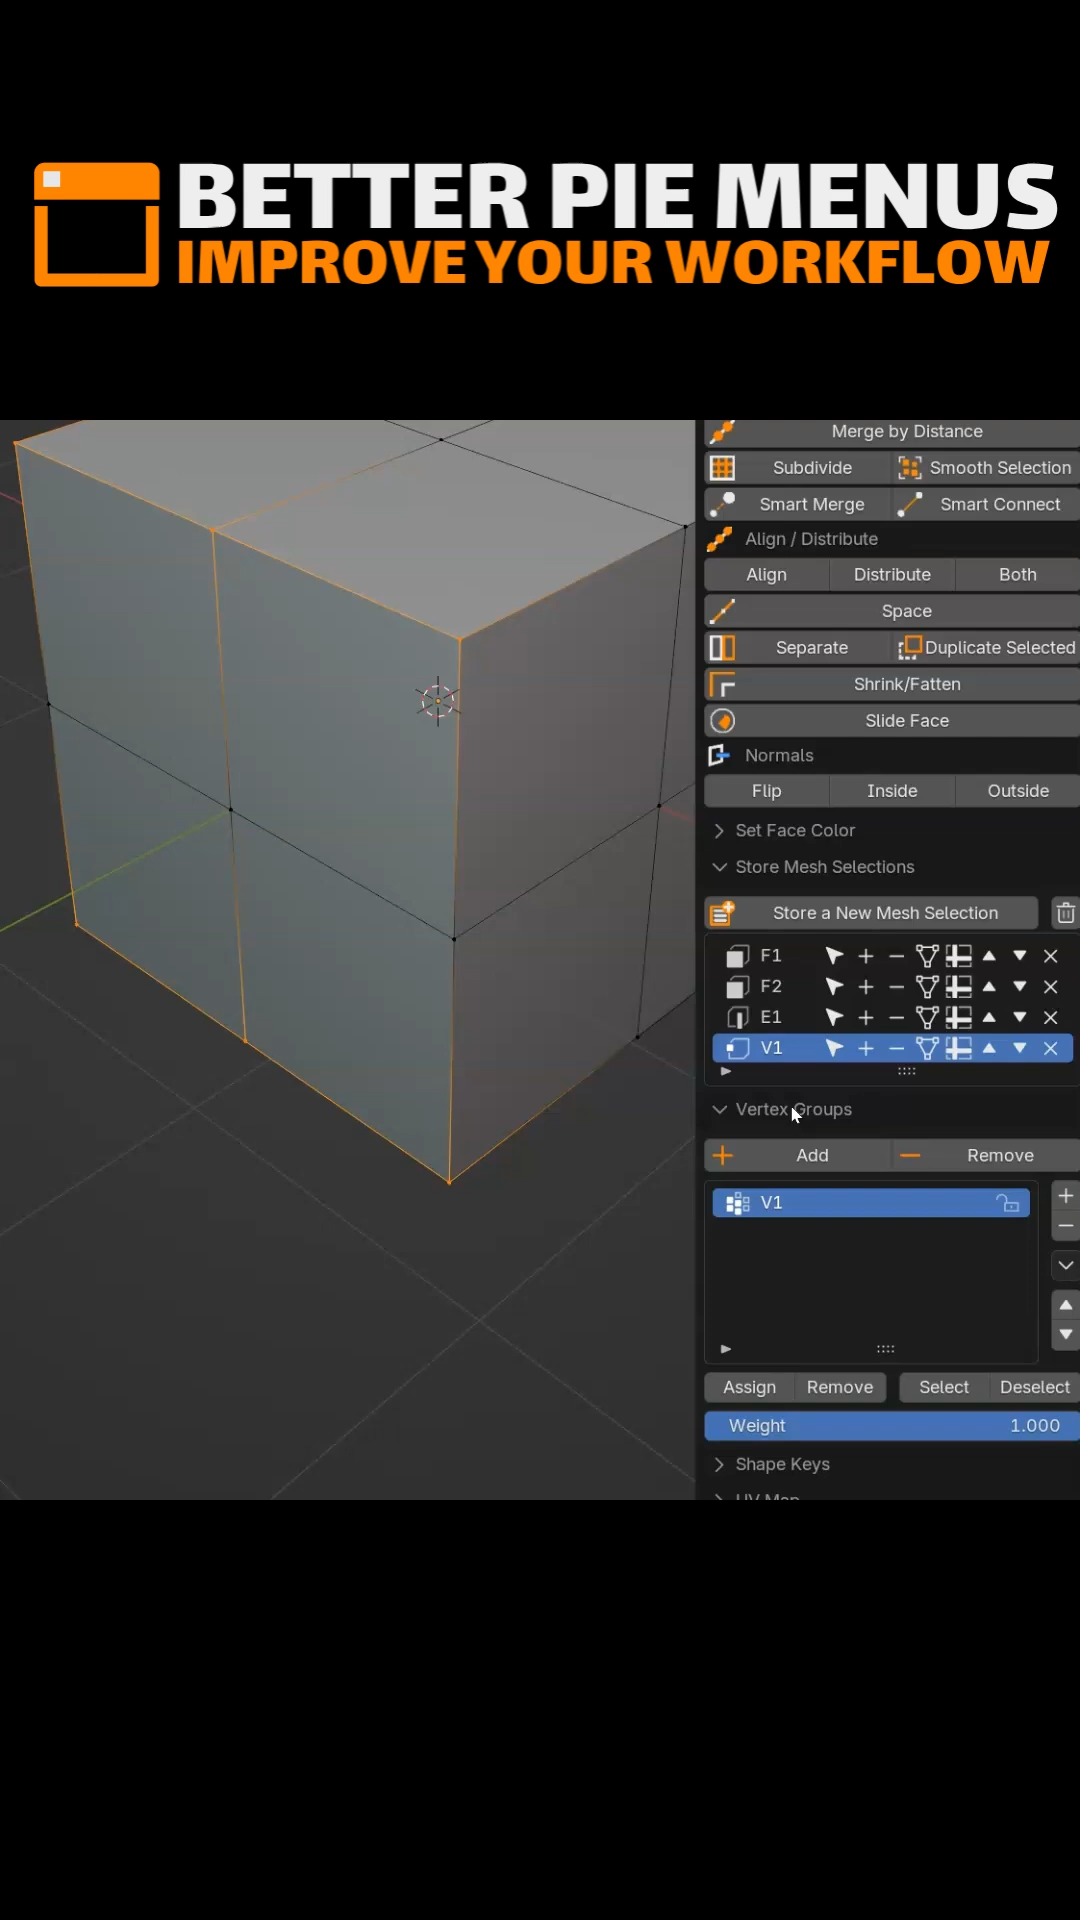 BETTER PIE MENUS
IMPROVE YOUR WORKFLOW
Merge by Distance
Subdivide Smooth Selection
Smart Merge Smart Connect
Align / Distribute
Align Distribute Both
Space
Separate Duplicate Selected
Shrink/Fatten
Slide Face
Normals
Flip Inside Outside
Set Face Color
Store Mesh Selections
Store a New Mesh Selection
F1
F2
E1
V1
Vertex Groups
Add Remove
V1
Assign Remove Select Deselect
Weight 1.000
Shape Keys
UV Map